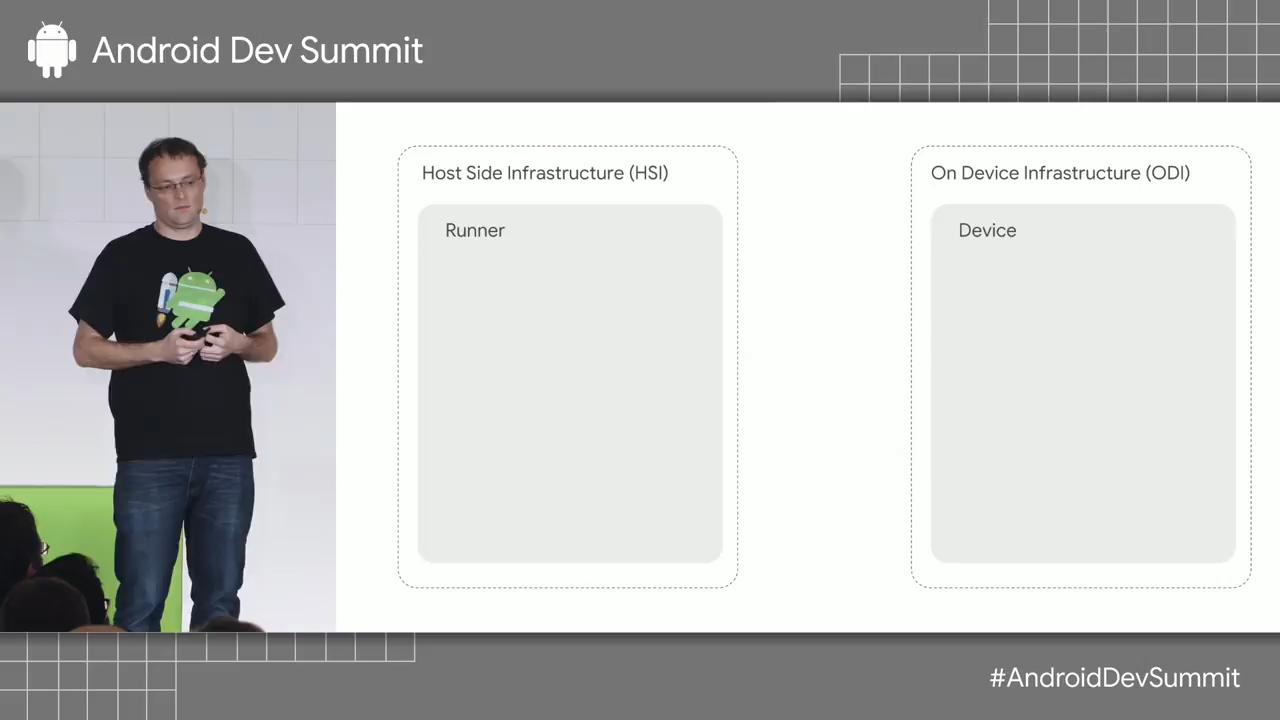 Android Dev Summit
Host Side Infrastructure (HSI)
Runner
On Device Infrastructure (ODI)
Device
#AndroidDevSummit